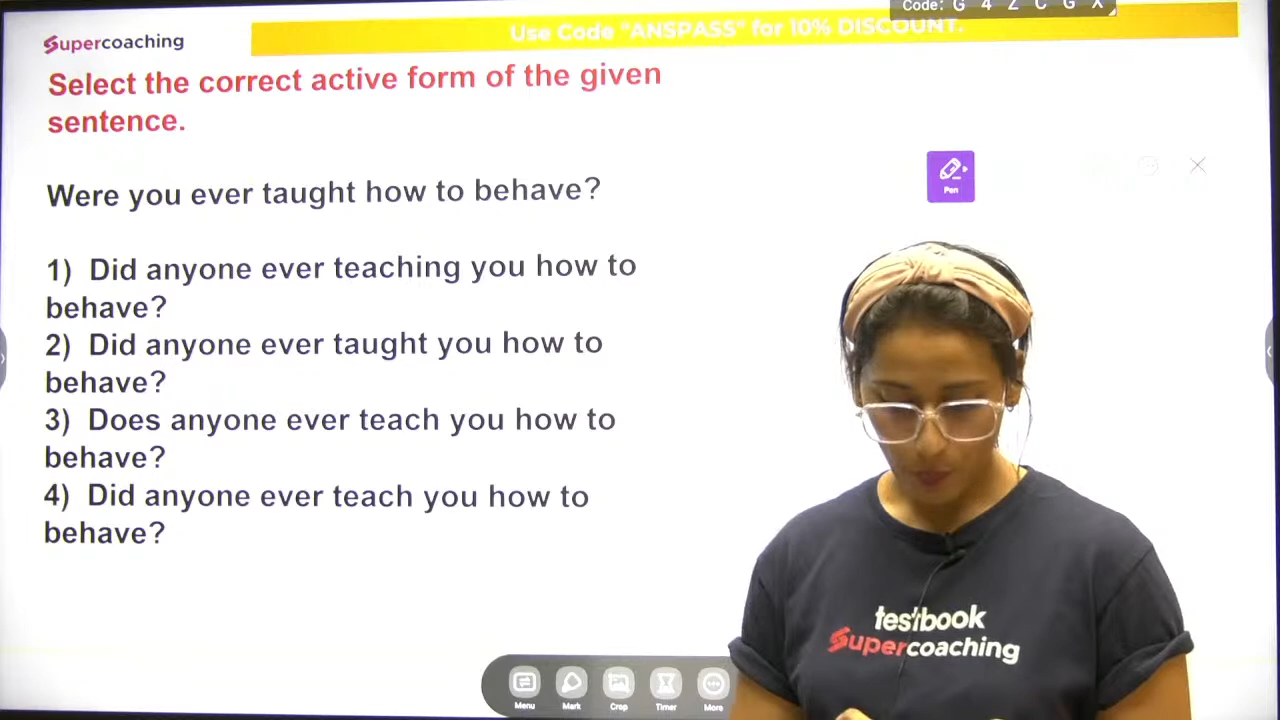 Code: G 4 Z C G X
Supercoaching
Use Code "ANSPASS" for 10% DISCOUNT.
Select the correct active form of the given
sentence.
Pen
Were you ever taught how to behave?
1) Did anyone ever teaching you how to
behave?
2) Did anyone ever taught you how to
behave?
3) Does anyone ever teach you how to
behave?
4) Did anyone ever teach you how to
behave?
testbook
Supercoaching
Menu Mark Crop Timer More